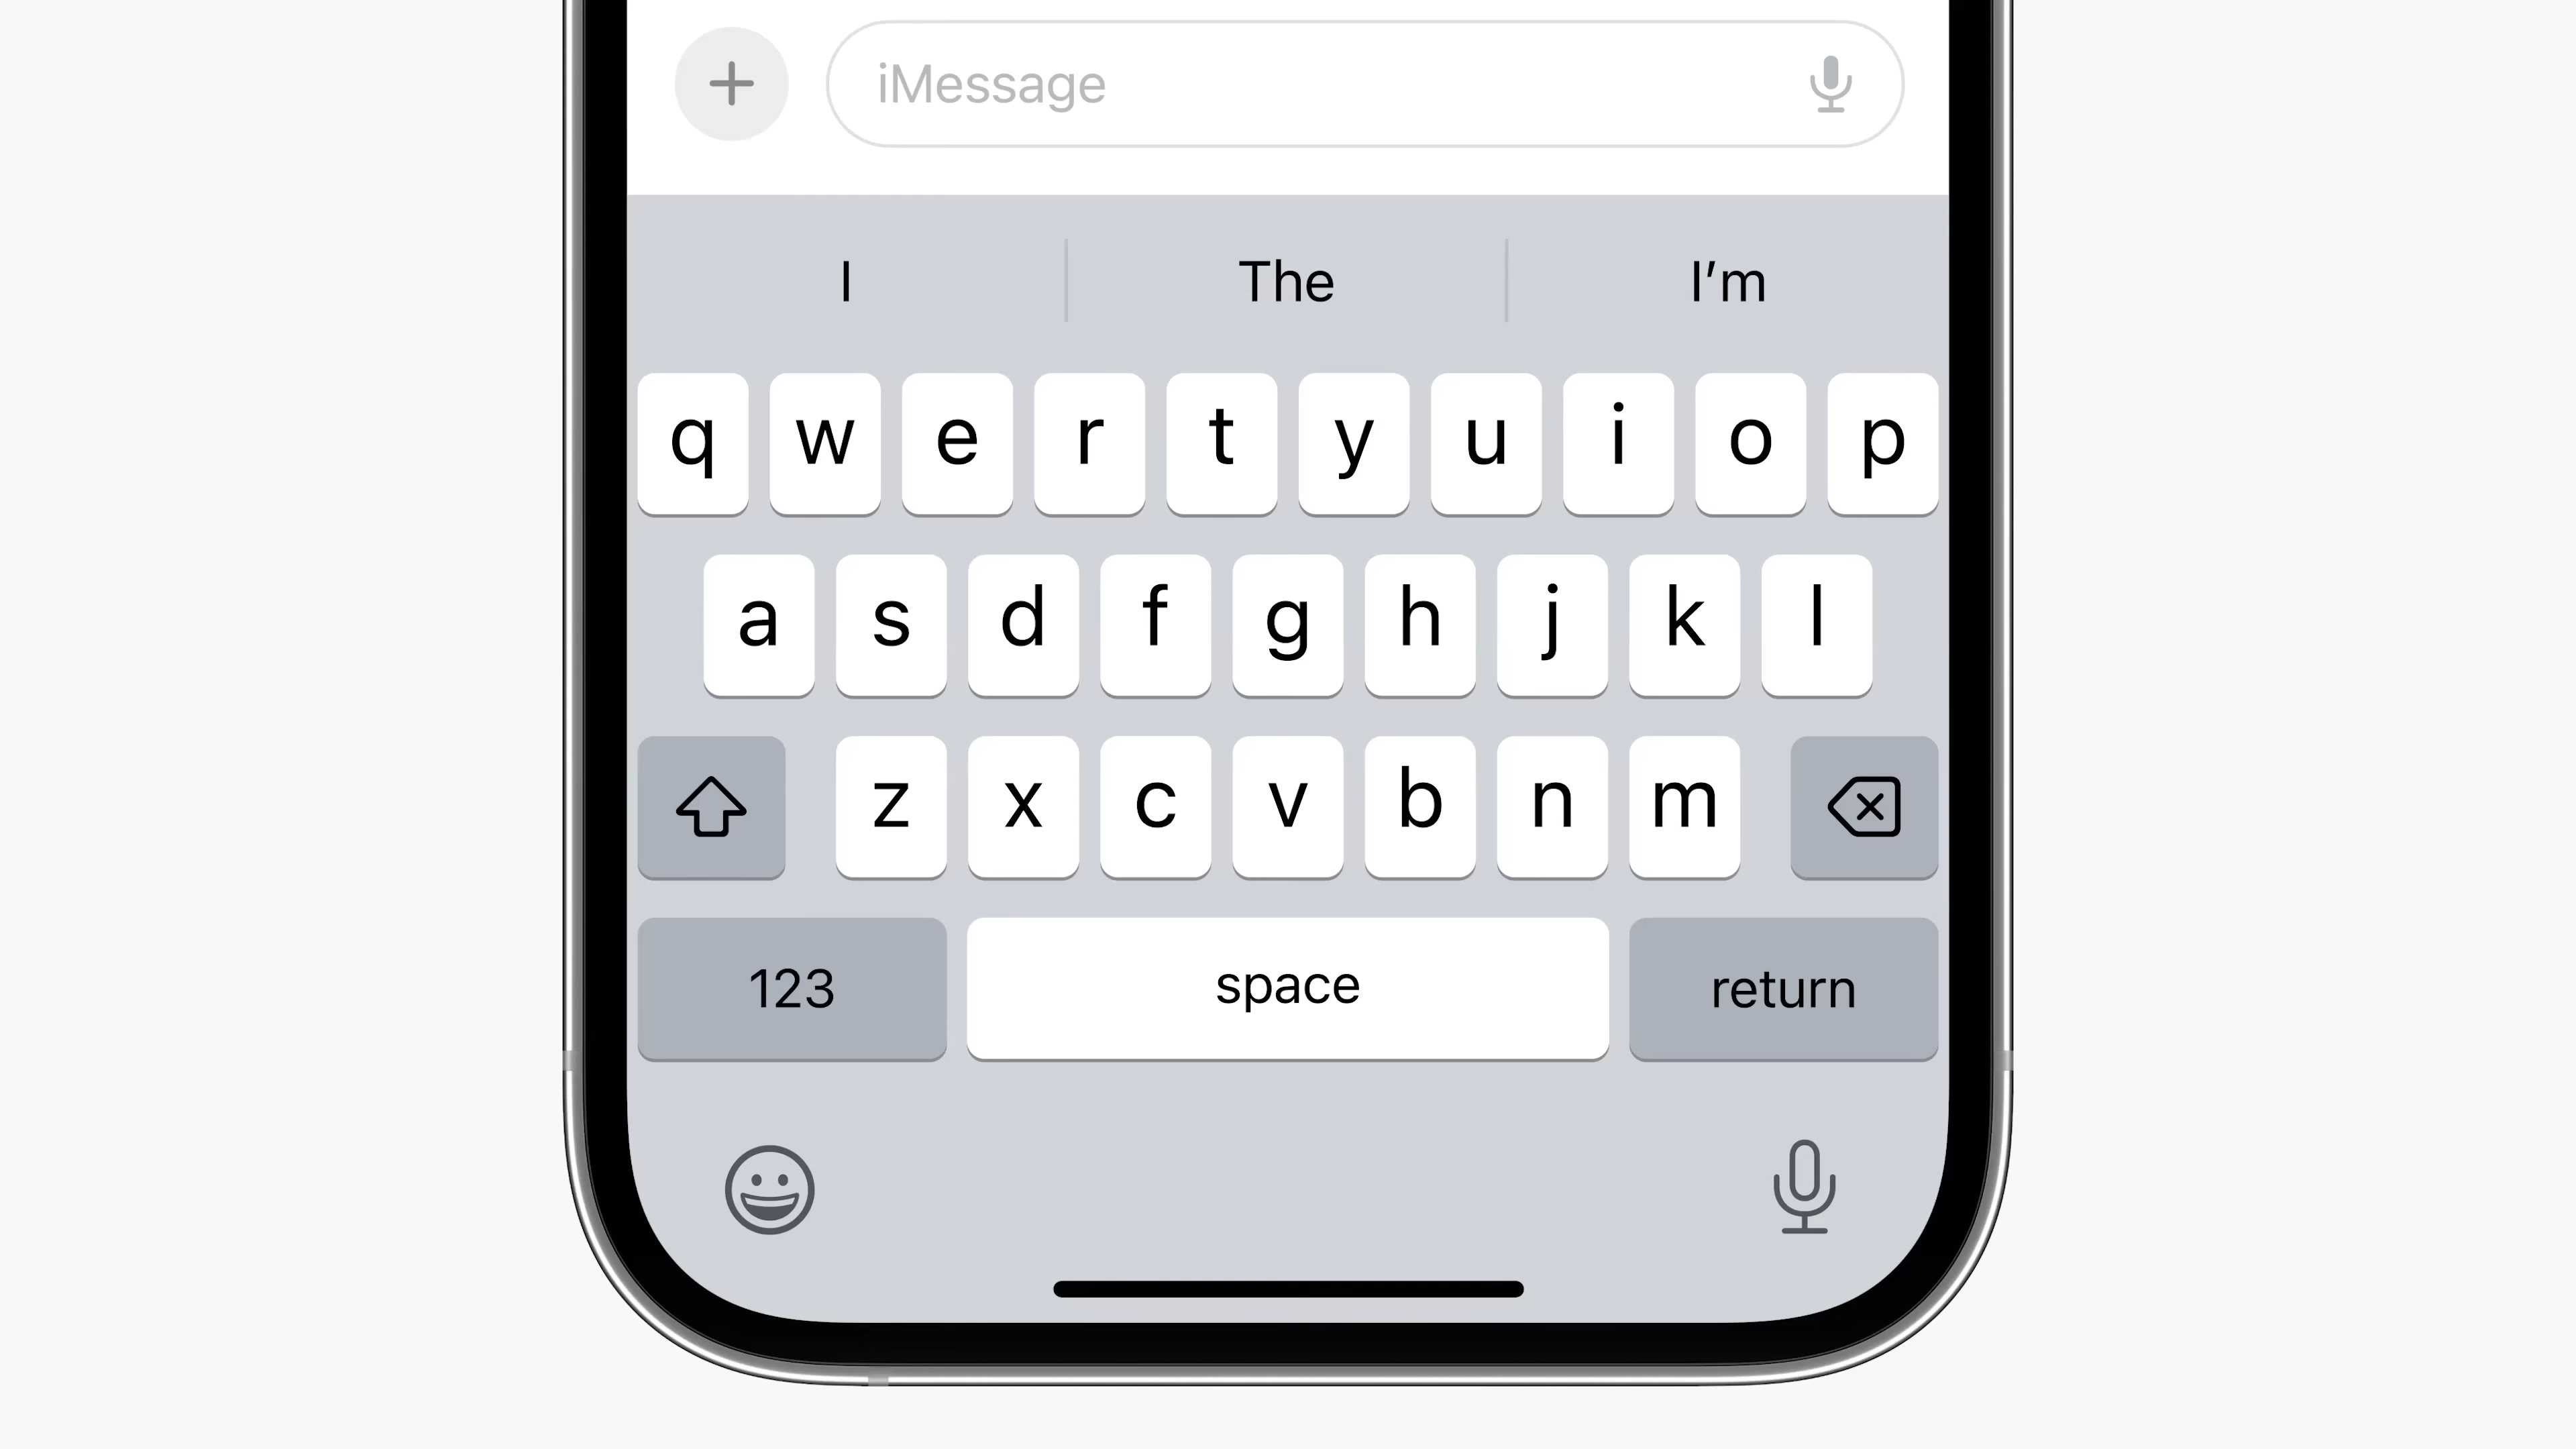 iMessage
I The I’m
q w e r t y u i o p
a s d f g h j k l
z x c v b n m
123 space return